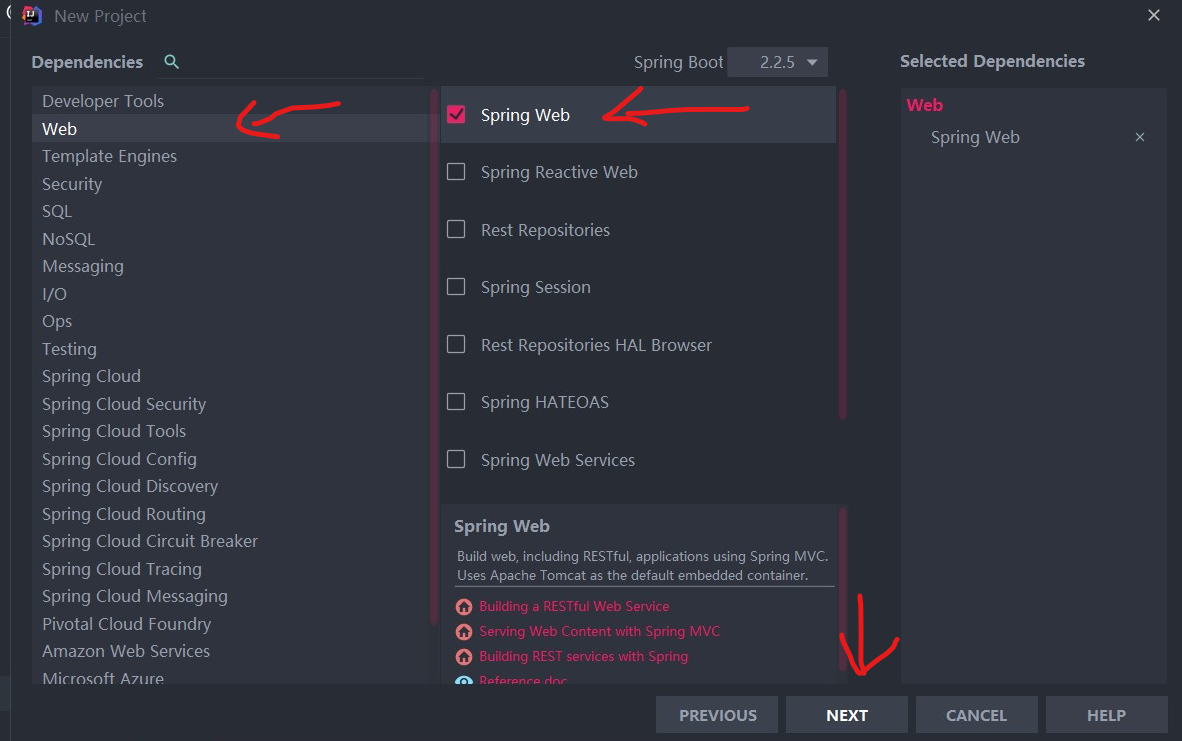 New Project
Dependencies
Spring Boot 2.2.5
Selected Dependencies
Developer Tools
Web
Template Engines
Security
SQL
NoSQL
Messaging
I/O
Ops
Testing
Spring Cloud
Spring Cloud Security
Spring Cloud Tools
Spring Cloud Config
Spring Cloud Discovery
Spring Cloud Routing
Spring Cloud Circuit Breaker
Spring Cloud Tracing
Spring Cloud Messaging
Pivotal Cloud Foundry
Amazon Web Services
Microsoft Azure
Spring Web
Spring Reactive Web
Rest Repositories
Spring Session
Rest Repositories HAL Browser
Spring HATEOAS
Spring Web Services
Spring Web
Build web, including RESTful, applications using Spring MVC.
Uses Apache Tomcat as the default embedded container.
Building a RESTful Web Service
Serving Web Content with Spring MVC
Building REST services with Spring
Reference doc
Web
Spring Web
PREVIOUS
NEXT
CANCEL
HELP